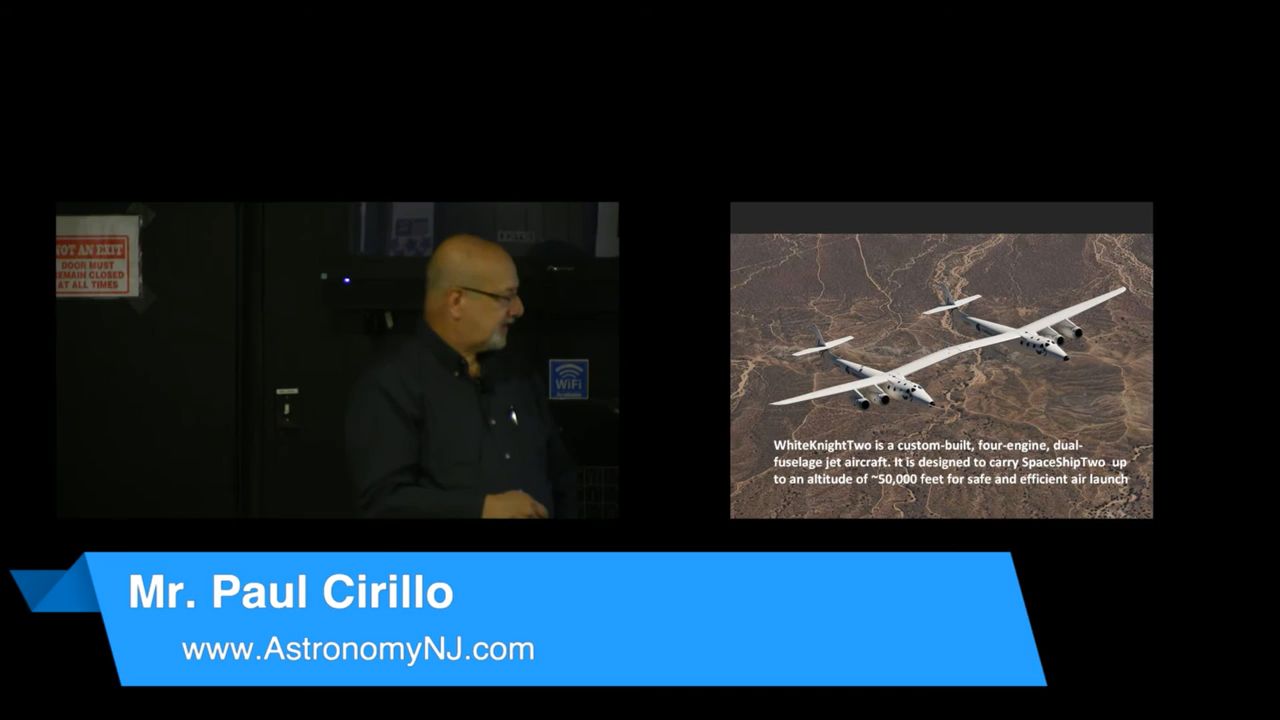 NOT AN EXIT
DOOR MUST
EMAIN CLOSED
AT ALL TIMES
WiFi
WhiteKnightTwo is a custom-built, four-engine, dual-
fuselage jet aircraft. It is designed to carry SpaceShipTwo up
to an altitude of ~50,000 feet for safe and efficient air launch
Mr. Paul Cirillo
www.AstronomyNJ.com